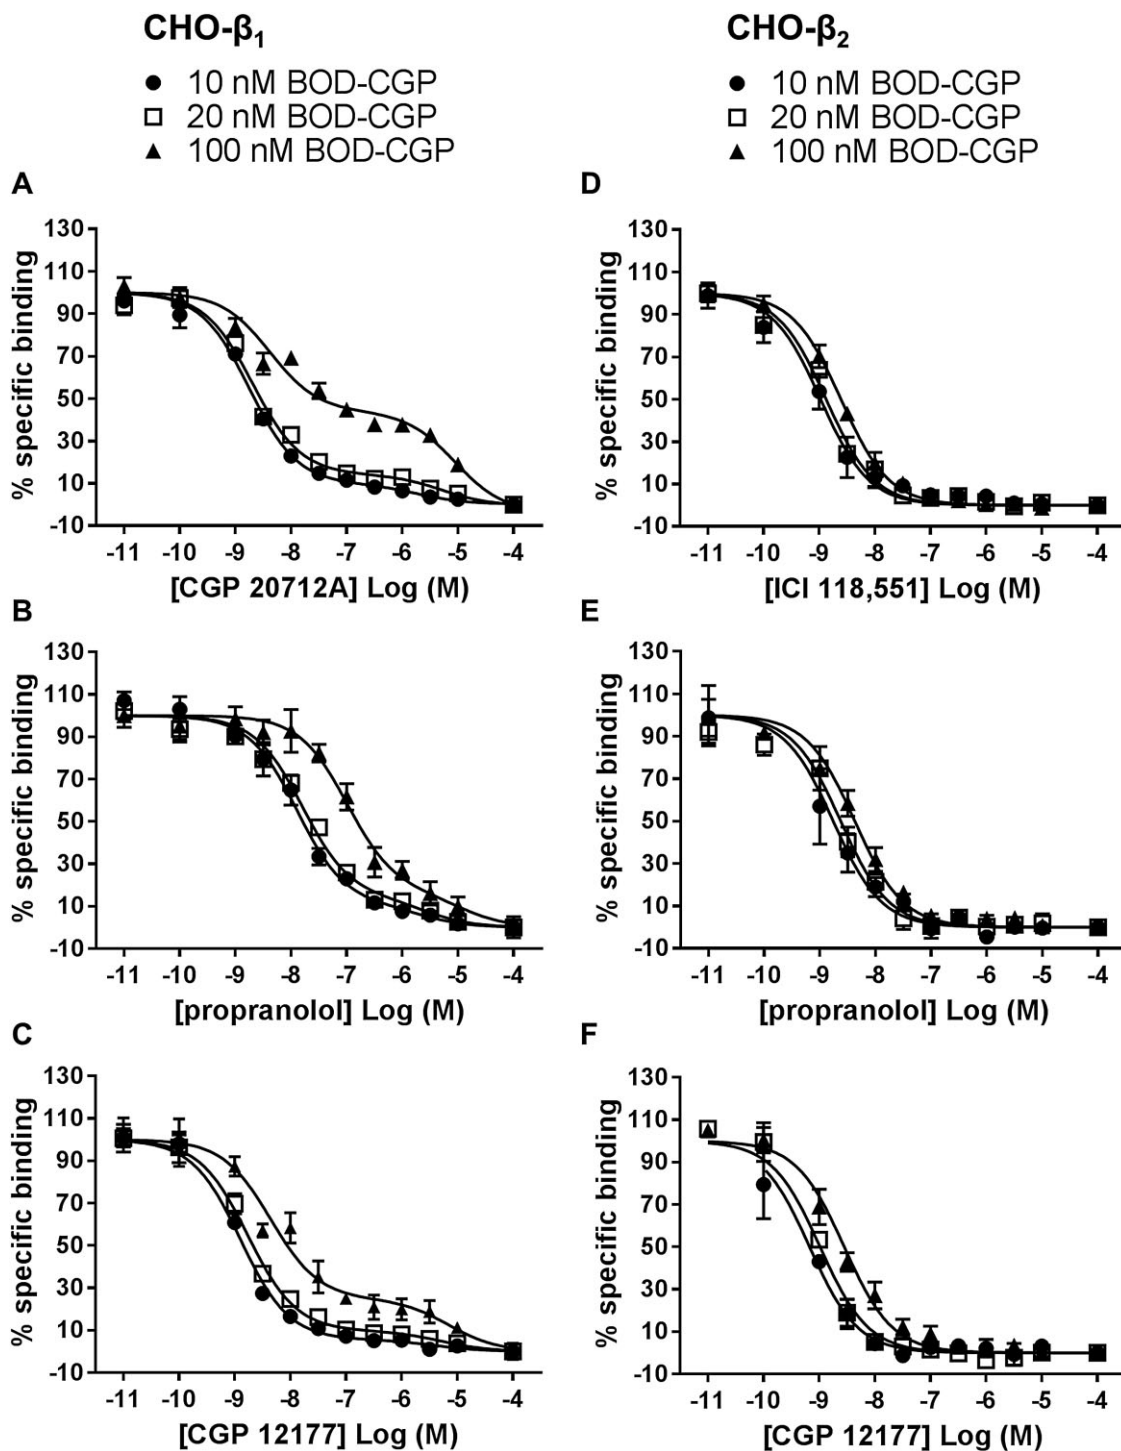 CHO-β₁
● 10 nM BOD-CGP
□ 20 nM BOD-CGP
▲ 100 nM BOD-CGP
CHO-β₂
● 10 nM BOD-CGP
□ 20 nM BOD-CGP
▲ 100 nM BOD-CGP
A
% specific binding
130
110
90
70
50
30
10
-10
-11 -10 -9 -8 -7 -6 -5 -4
[CGP 20712A] Log (M)
D
% specific binding
130
110
90
70
50
30
10
-10
-11 -10 -9 -8 -7 -6 -5 -4
[ICI 118,551] Log (M)
B
% specific binding
130
110
90
70
50
30
10
-10
-11 -10 -9 -8 -7 -6 -5 -4
[propranolol] Log (M)
E
% specific binding
130
110
90
70
50
30
10
-10
-11 -10 -9 -8 -7 -6 -5 -4
[propranolol] Log (M)
C
% specific binding
130
110
90
70
50
30
10
-10
-11 -10 -9 -8 -7 -6 -5 -4
[CGP 12177] Log (M)
F
% specific binding
130
110
90
70
50
30
10
-10
-11 -10 -9 -8 -7 -6 -5 -4
[CGP 12177] Log (M)